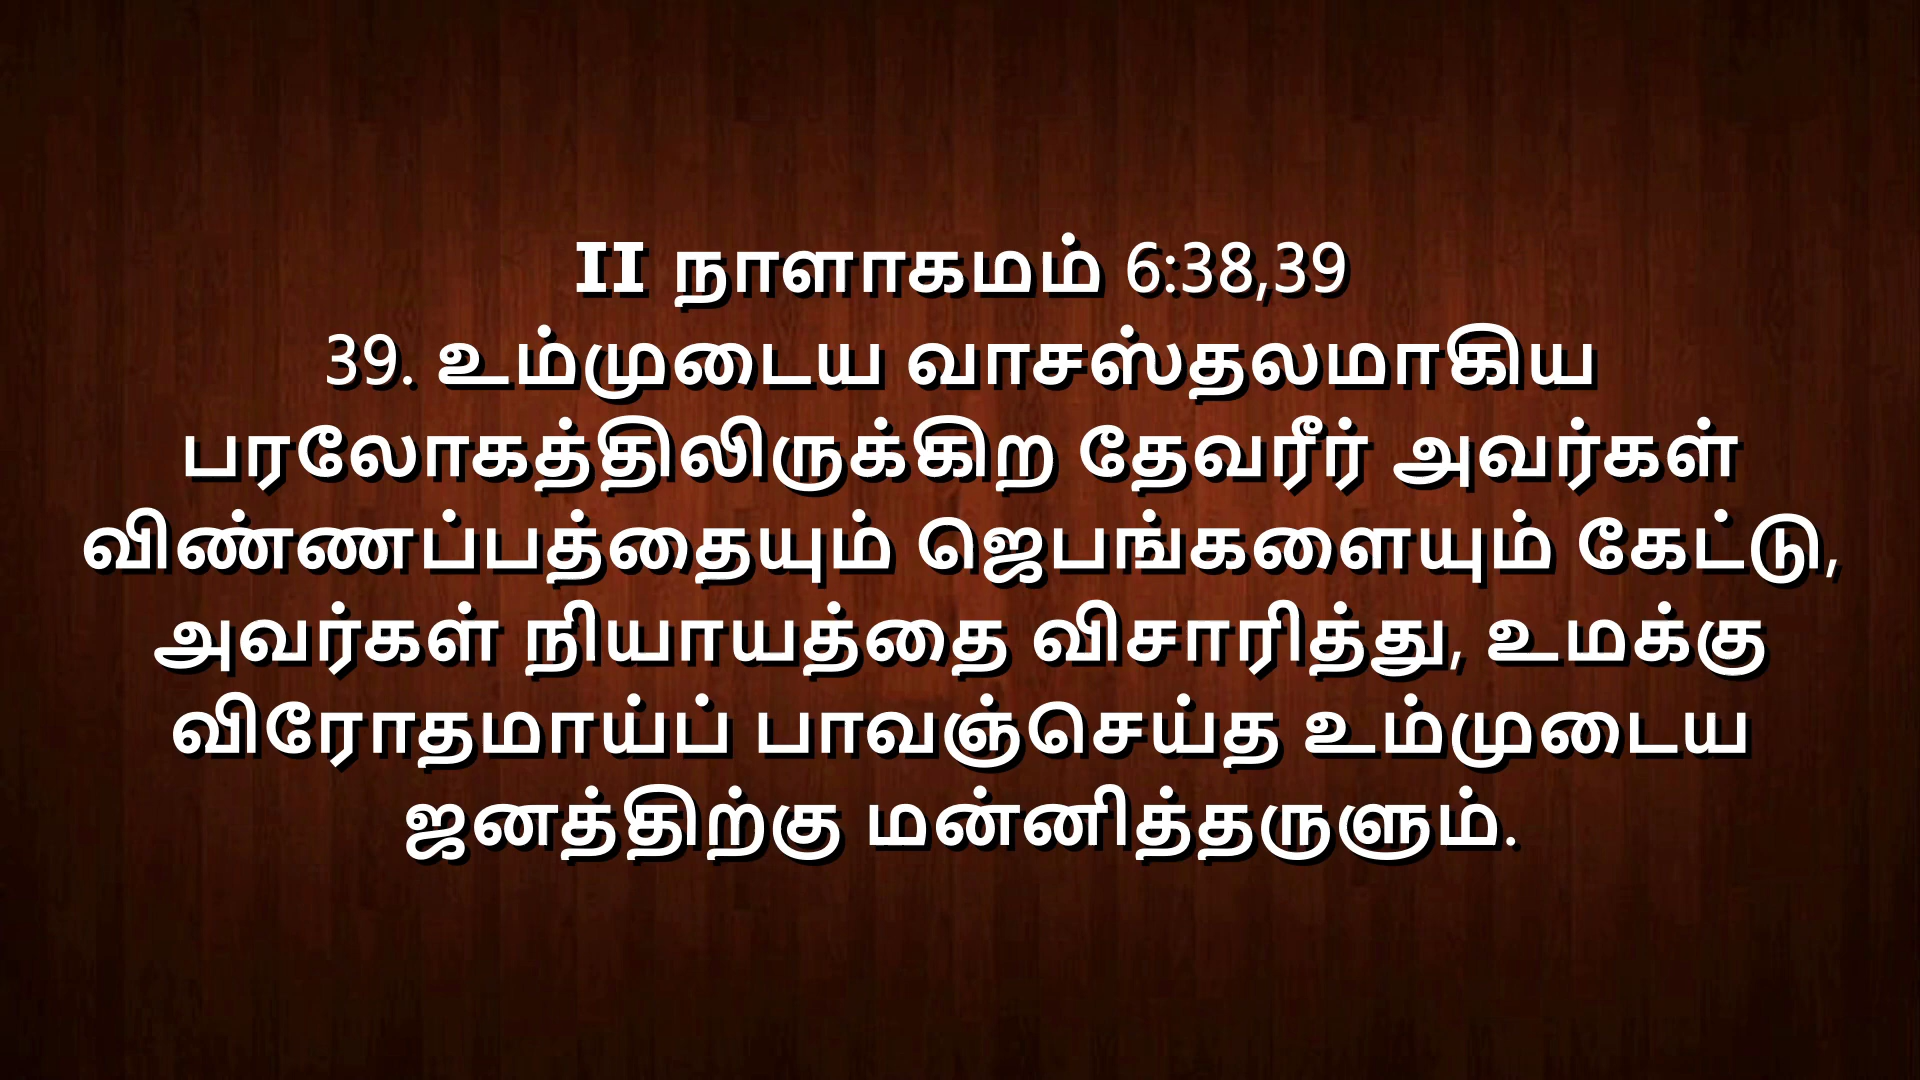 II நாளாகமம் 6:38,39
39. உம்முடைய வாசஸ்தலமாகிய
பரலோகத்திலிருக்கிற தேவரீர் அவர்கள்
விண்ணப்பத்தையும் ஜெபங்களையும் கேட்டு,
அவர்கள் நியாயத்தை விசாரித்து, உமக்கு
விரோதமாய்ப் பாவஞ்செய்த உம்முடைய
ஜனத்திற்கு மன்னித்தருளும்.